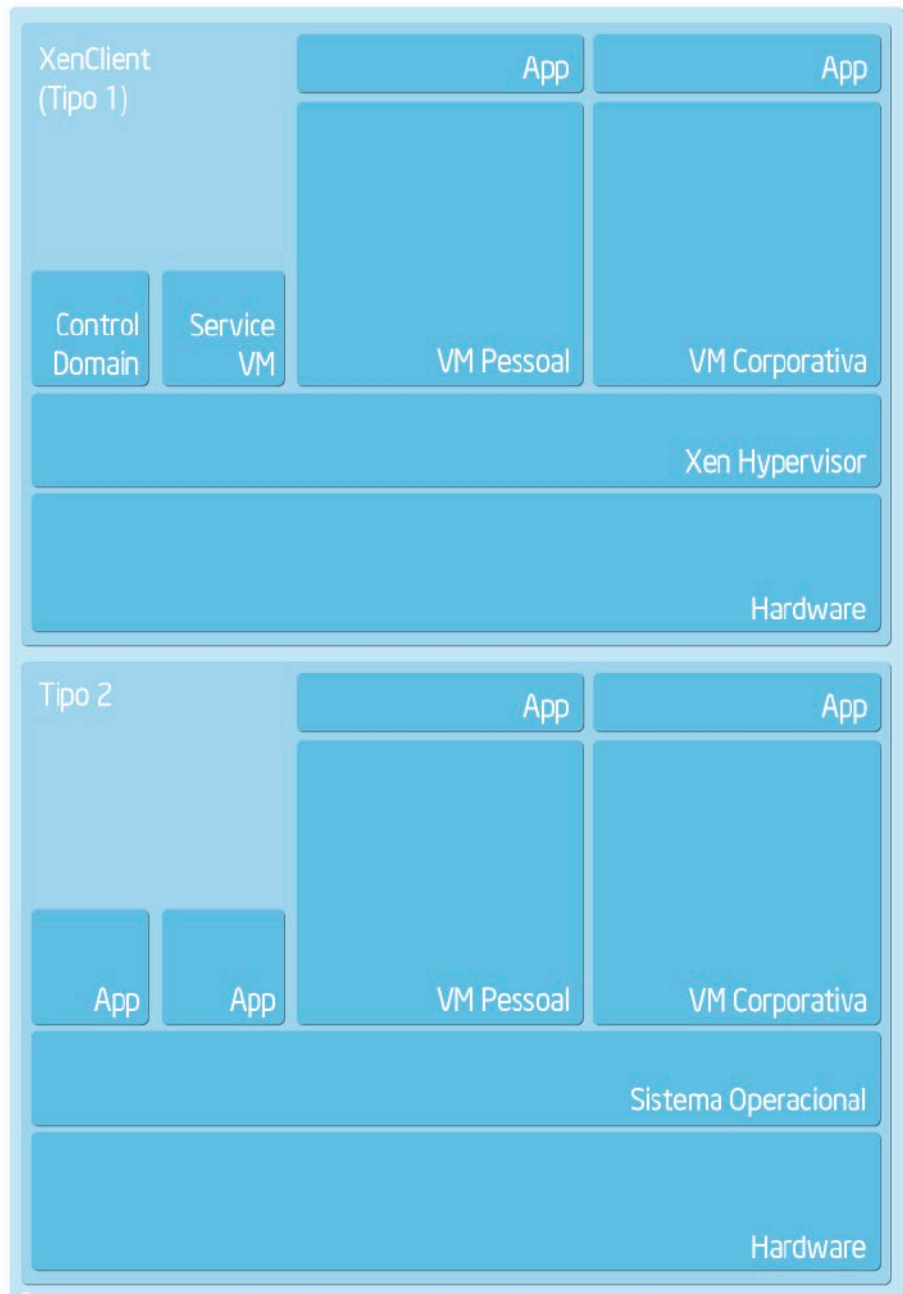 XenClient
(Tipo 1)
App
App
Control
Domain
Service
VM
VM Pessoal
VM Corporativa
Xen Hypervisor
Hardware
Tipo 2
App
App
App
App
VM Pessoal
VM Corporativa
Sistema Operacional
Hardware